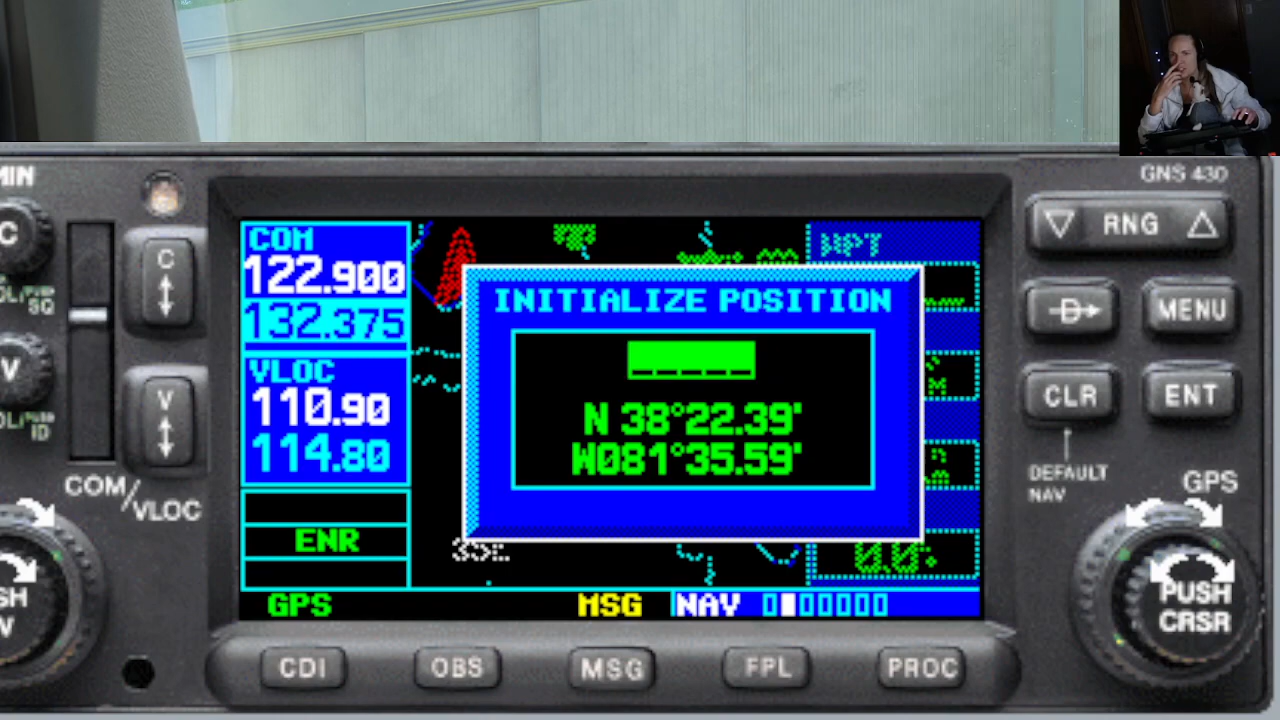 GNS 430
COM
122.900
132.375
VLOC
110.90
114.80
ENR
GPS
MSG
NAV
WPT
INITIALIZE POSITION
_____
N 38°22.39'
W081°35.59'
C
V
COM/VLOC
RNG
MENU
CLR
ENT
DEFAULT
NAV
GPS
PUSH
CRSR
CDI
OBS
MSG
FPL
PROC